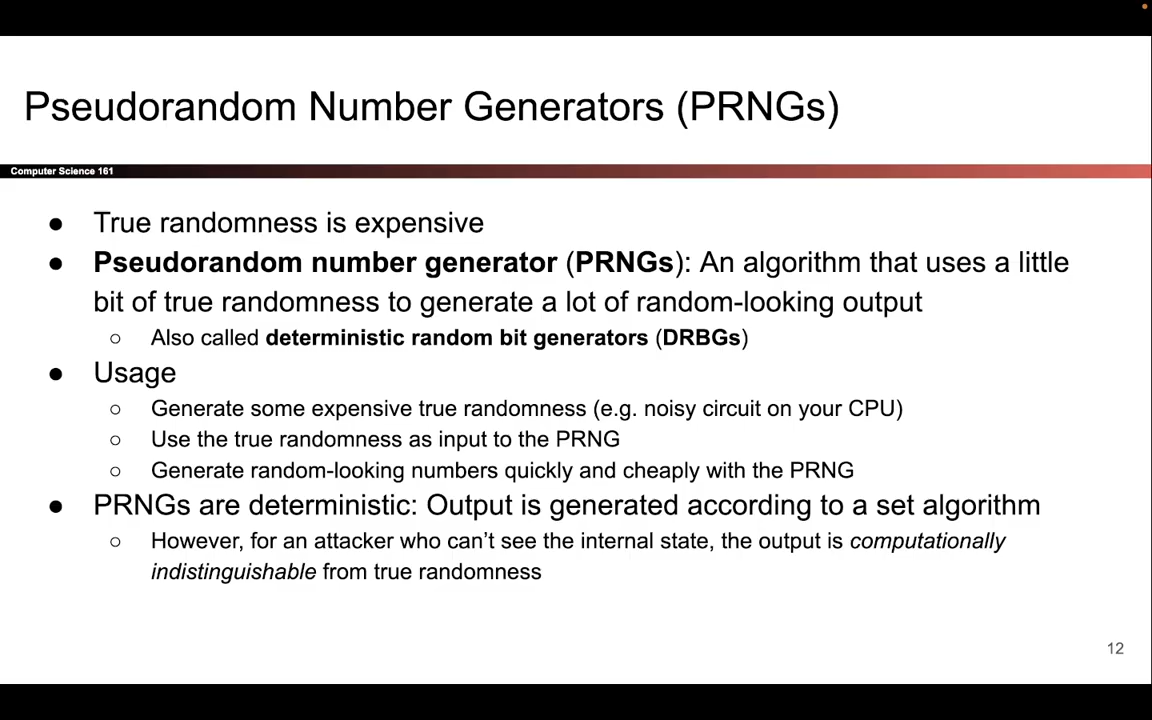 Pseudorandom Number Generators (PRNGs)
Computer Science 161
● True randomness is expensive
● Pseudorandom number generator (PRNGs): An algorithm that uses a little
bit of true randomness to generate a lot of random-looking output
○ Also called deterministic random bit generators (DRBGs)
● Usage
○ Generate some expensive true randomness (e.g. noisy circuit on your CPU)
○ Use the true randomness as input to the PRNG
○ Generate random-looking numbers quickly and cheaply with the PRNG
● PRNGs are deterministic: Output is generated according to a set algorithm
○ However, for an attacker who can’t see the internal state, the output is computationally
indistinguishable from true randomness
12